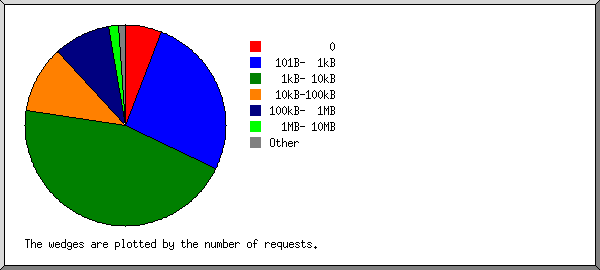 0
101B-  1kB
1kB- 10kB
10kB-100kB
100kB-  1MB
1MB- 10MB
Other
The wedges are plotted by the number of requests.